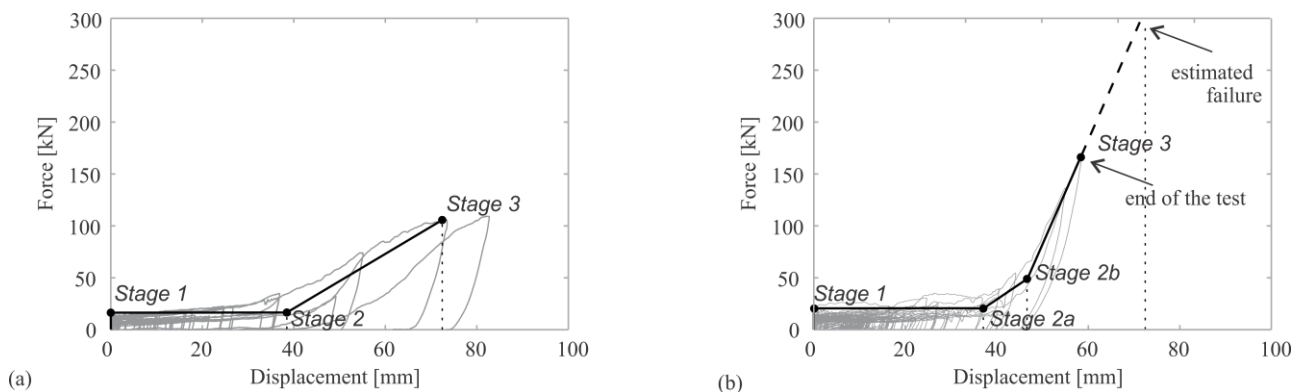 300
250
200
150
100
50
0
Force [kN]
Stage 1
Stage 2
Stage 3
0 20 40 60 80 100
Displacement [mm]
(a)
300
250
200
150
100
50
0
Force [kN]
estimated
failure
Stage 3
end of the test
Stage 2b
Stage 1
Stage 2a
0 20 40 60 80 100
Displacement [mm]
(b)